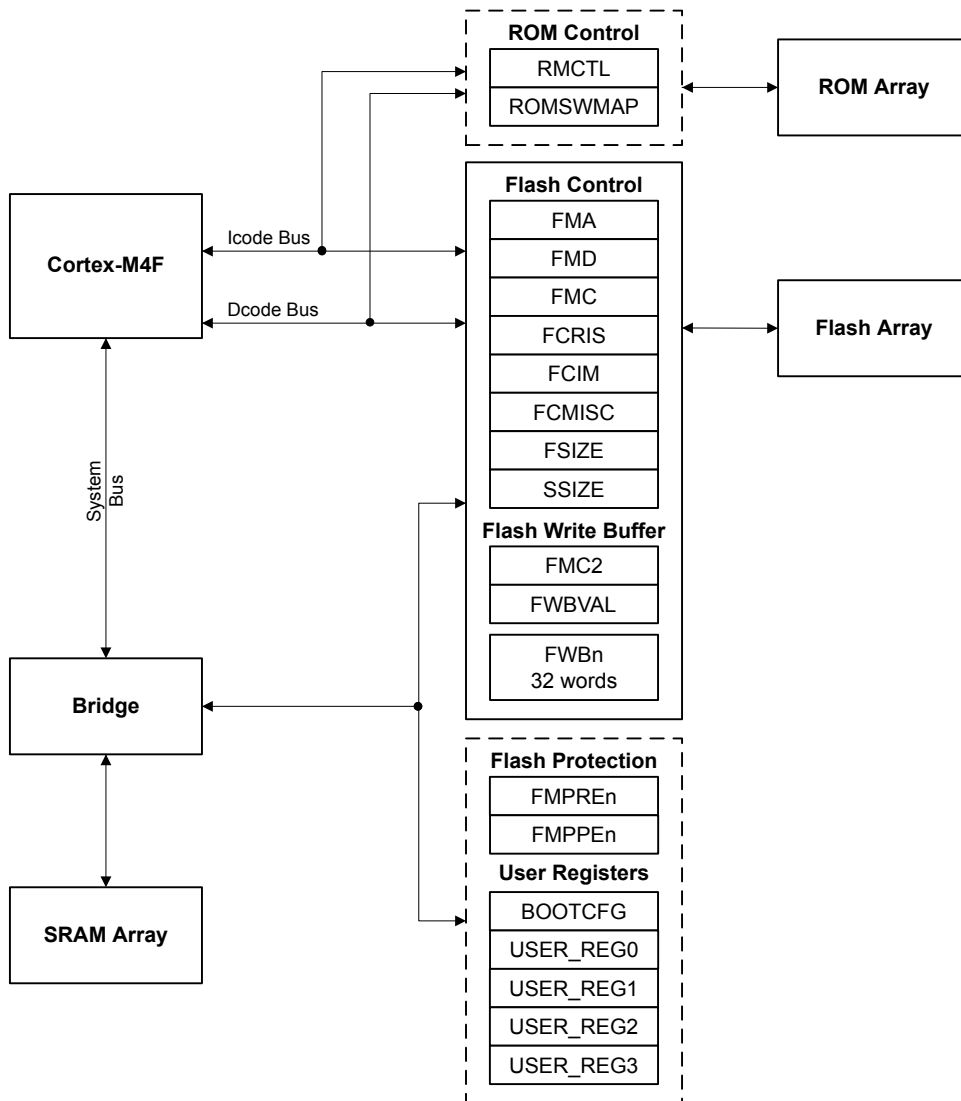 ROM Control
RMCTL
ROMSWMAP
ROM Array
Flash Control
FMA
FMD
FMC
FCRIS
FCIM
FCMISC
FSIZE
SSIZE
Flash Write Buffer
FMC2
FWBVAL
FWBn
32 words
Cortex-M4F
Icode Bus
Dcode Bus
Flash Array
System
Bus
Bridge
SRAM Array
Flash Protection
FMPREn
FMPPEn
User Registers
BOOTCFG
USER_REG0
USER_REG1
USER_REG2
USER_REG3